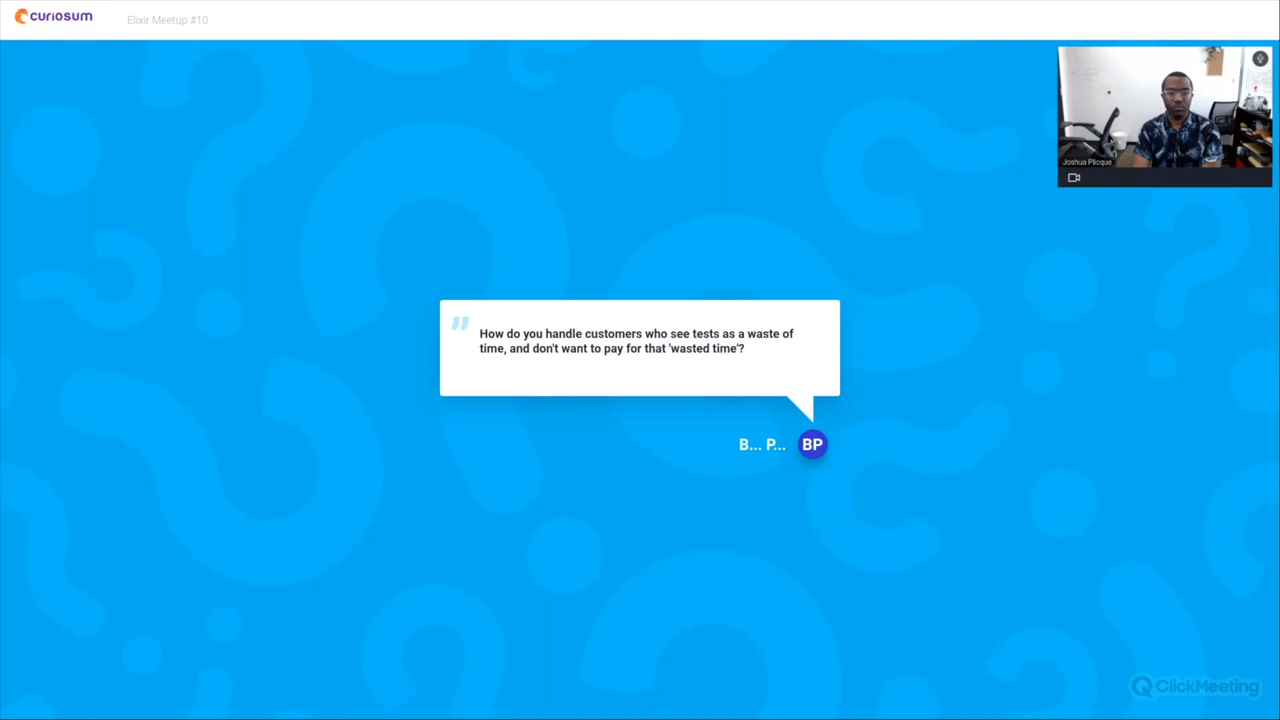 curiosum
Elixir Meetup #10
Joshua Plicque
” How do you handle customers who see tests as a waste of
time, and don't want to pay for that 'wasted time'?
B... P... BP
ClickMeeting